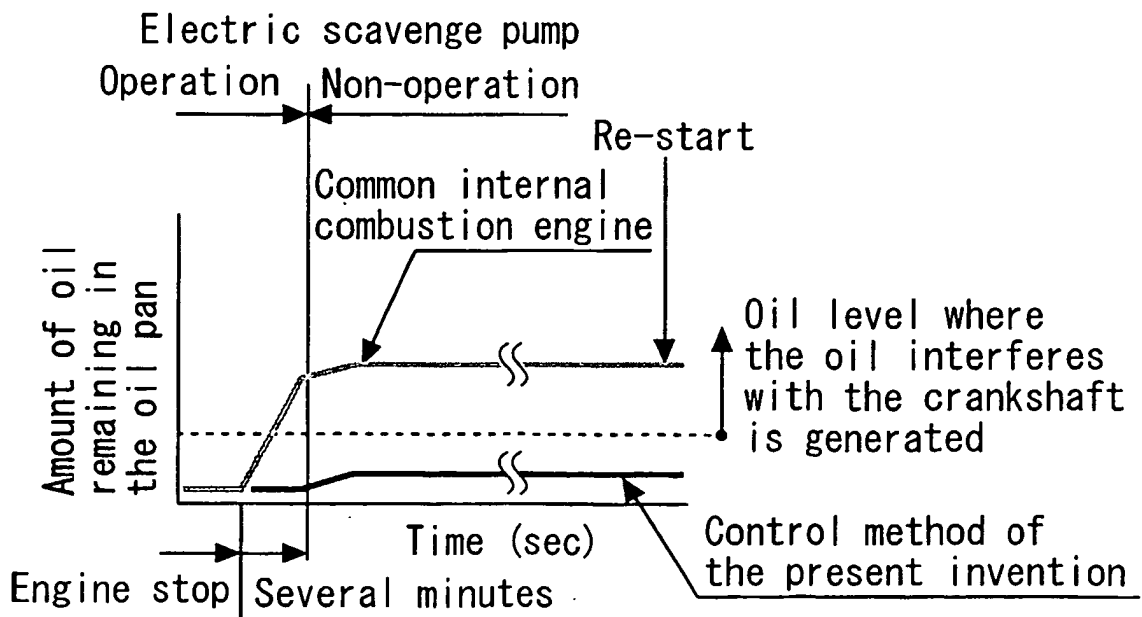 Electric scavenge pump
Operation
Non-operation
Re-start
Common internal
combustion engine
Amount of oil
remaining in
the oil pan
Oil level where
the oil interferes
with the crankshaft
is generated
Time (sec)
Control method of
the present invention
Engine stop
Several minutes